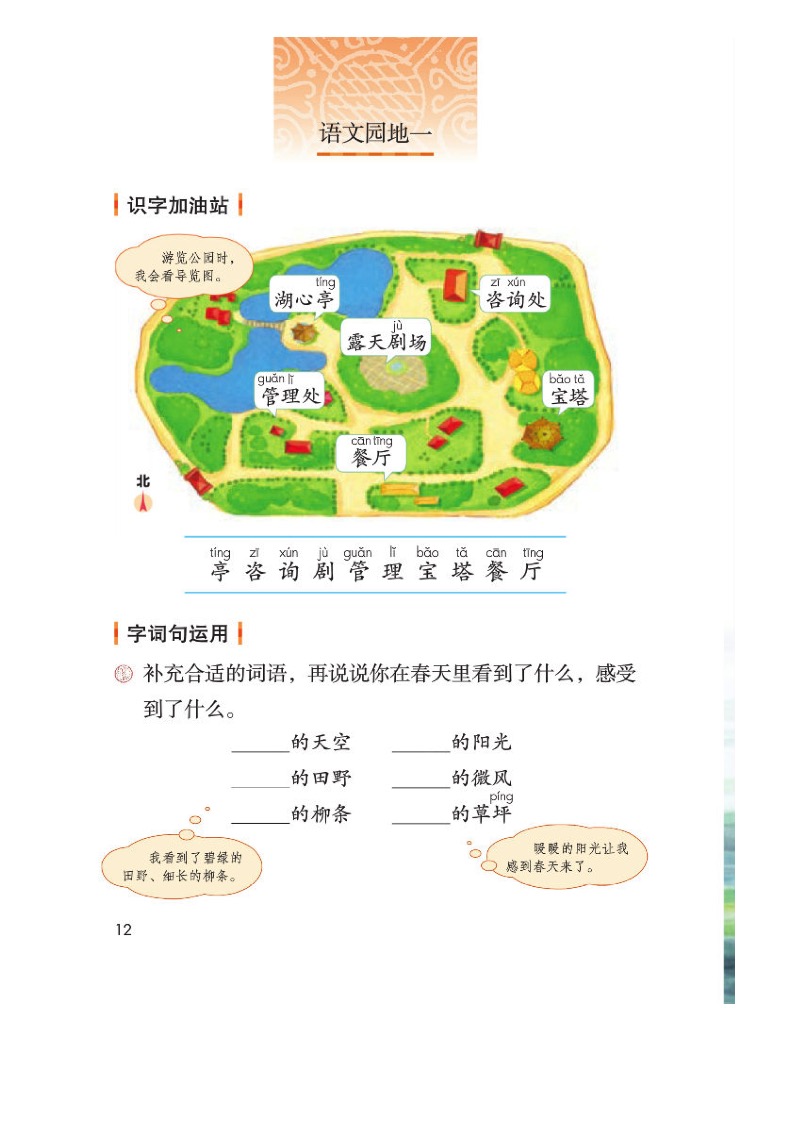 语文园地一
识字加油站
游览公园时，
我会看导览图。
tíng
湖心亭
zī xún
咨询处
jù
露天剧场
guǎn lǐ
管理处
bǎo tǎ
宝塔
cān tīng
餐厅
北
tíng zī xún jù guǎn lǐ bǎo tǎ cān tīng
亭 咨 询 剧 管 理 宝 塔 餐 厅
字词句运用
补充合适的词语，再说说你在春天里看到了什么，感受
到了什么。
______的天空 ______的阳光
______的田野 ______的微风
píng
______的柳条 ______的草坪
我看到了碧绿的
田野、细长的柳条。
暖暖的阳光让我
感到春天来了。
12